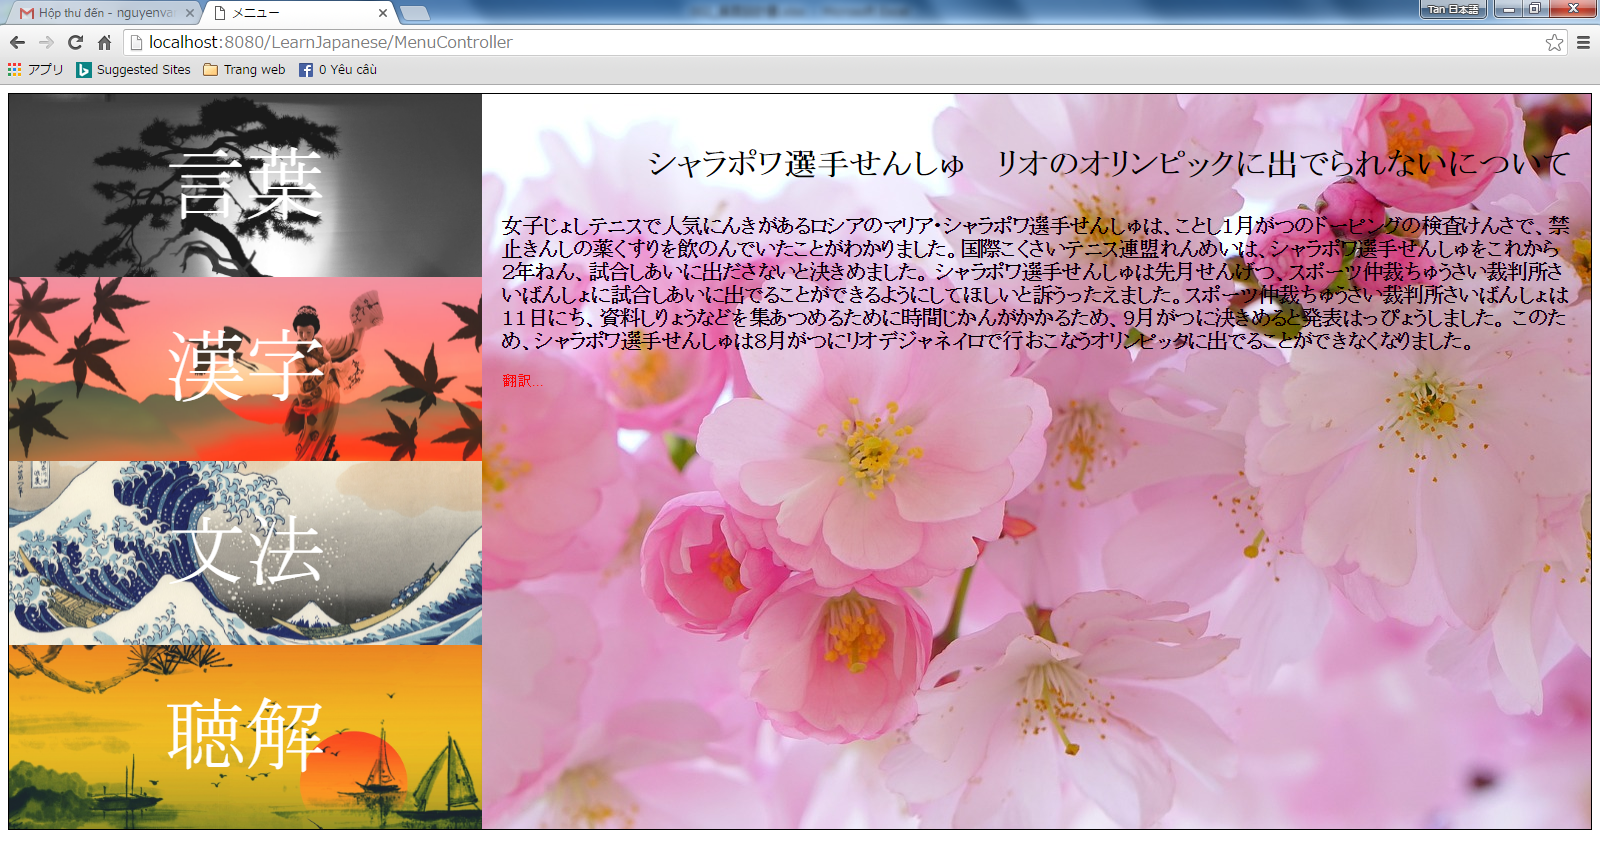 Hộp thư đến - nguyenva
メニュー
Tan 日本語
localhost:8080/LearnJapanese/MenuController
アプリ
Suggested Sites
Trang web
0 Yêu câù
言葉
漢字
文法
聴解
シャラポワ選手せんしゅ　リオのオリンピックに出でられないについて
女子じょしテニスで人気にんきがあるロシアのマリア・シャラポワ選手せんしゅは、ことし1月がつのドーピングの検査けんさで、禁
止きんしの薬くすりを飲のんでいたことがわかりました。国際こくさいテニス連盟れんめいは、シャラポワ選手せんしゅをこれから
2年ねん、試合しあいに出ださないと決きめました。シャラポワ選手せんしゅは先月せんげつ、スポーツ仲裁ちゅうさい裁判所さ
いばんしょに試合しあいに出でることができるようにしてほしいと訴うったえました。スポーツ仲裁ちゅうさい裁判所さいばんしょは
11日にち、資料しりょうなどを集あつめるために時間じかんがかかるため、9月がつに決きめると発表はっぴょうしました。このた
め、シャラポワ選手せんしゅは8月がつにリオデジャネイロで行おこなうオリンピックに出でることができなくなりました。
翻訳...